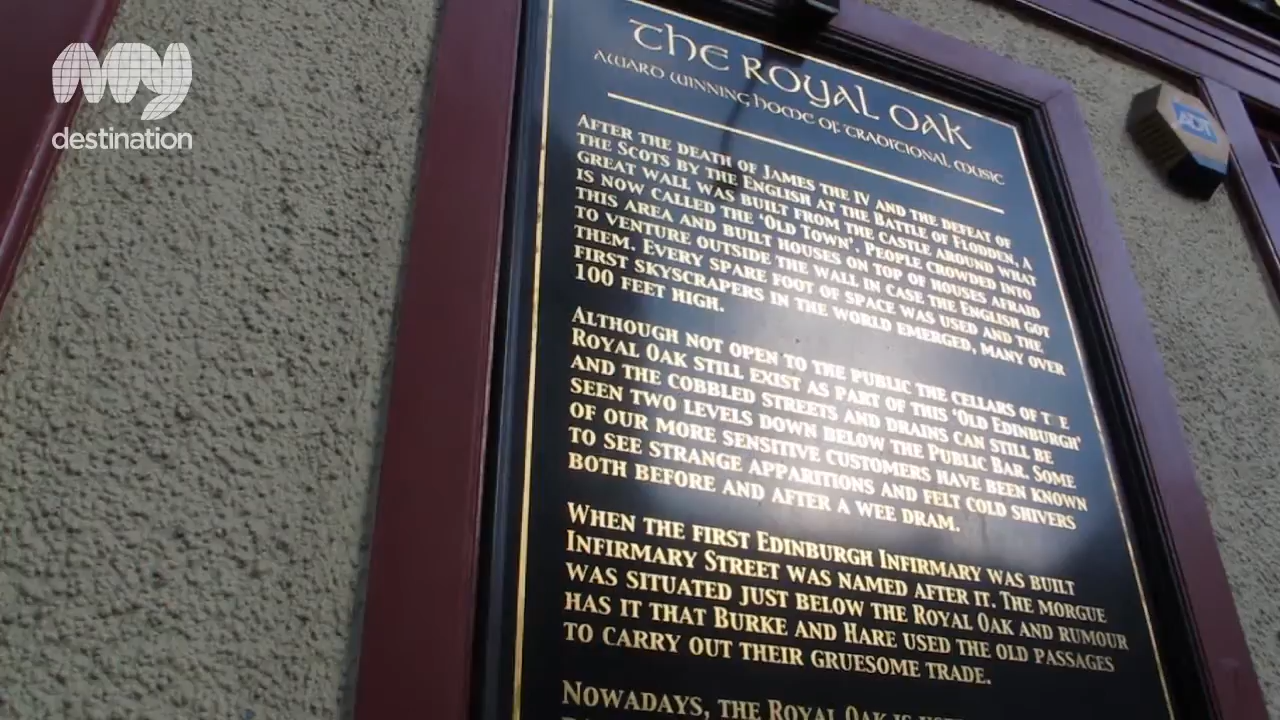 my
destination
THE ROYAL OAK
AWARD WINNING HOME OF TRADITIONAL MUSIC
AFTER THE DEATH OF JAMES THE IV AND THE DEFEAT OF
THE SCOTS BY THE ENGLISH AT THE BATTLE OF FLODDEN, A
GREAT WALL WAS BUILT FROM THE CASTLE AROUND WHAT
IS NOW CALLED THE 'OLD TOWN'. PEOPLE CROWDED INTO
THIS AREA AND BUILT HOUSES ON TOP OF HOUSES AFRAID
TO VENTURE OUTSIDE THE WALL IN CASE THE ENGLISH GOT
THEM. EVERY SPARE FOOT OF SPACE WAS USED AND THE
FIRST SKYSCRAPERS IN THE WORLD EMERGED, MANY OVER
100 FEET HIGH.
ALTHOUGH NOT OPEN TO THE PUBLIC THE CELLARS OF T E
ROYAL OAK STILL EXIST AS PART OF THIS 'OLD EDINBURGH'
AND THE COBBLED STREETS AND DRAINS CAN STILL BE
SEEN TWO LEVELS DOWN BELOW THE PUBLIC BAR. SOME
OF OUR MORE SENSITIVE CUSTOMERS HAVE BEEN KNOWN
TO SEE STRANGE APPARITIONS AND FELT COLD SHIVERS
BOTH BEFORE AND AFTER A WEE DRAM.
WHEN THE FIRST EDINBURGH INFIRMARY WAS BUILT
INFIRMARY STREET WAS NAMED AFTER IT. THE MORGUE
WAS SITUATED JUST BELOW THE ROYAL OAK AND RUMOUR
HAS IT THAT BURKE AND HARE USED THE OLD PASSAGES
TO CARRY OUT THEIR GRUESOME TRADE.
NOWADAYS, THE ROYAL OAK IS
ADT